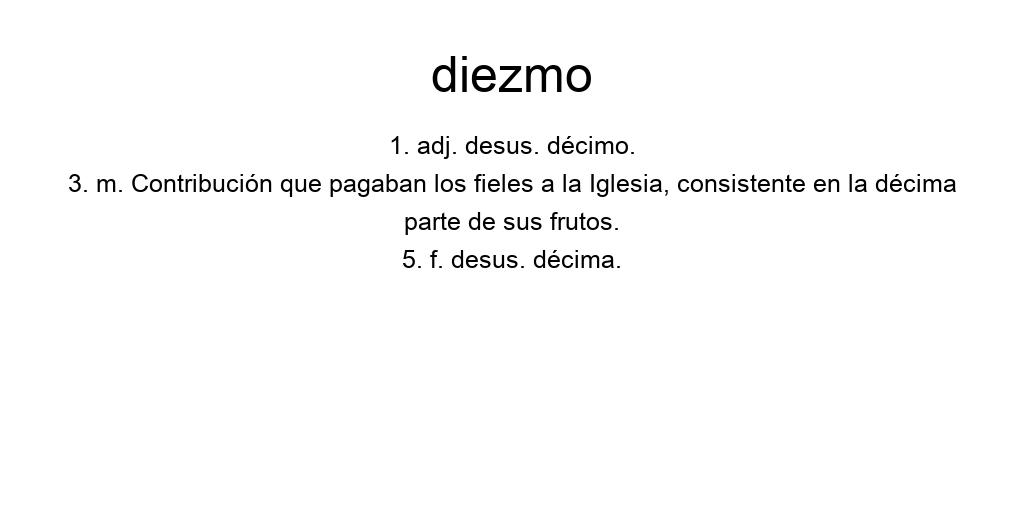 diezmo
1. adj. desus. décimo.
3. m. Contribución que pagaban los fieles a la Iglesia, consistente en la décima
parte de sus frutos.
5. f. desus. décima.